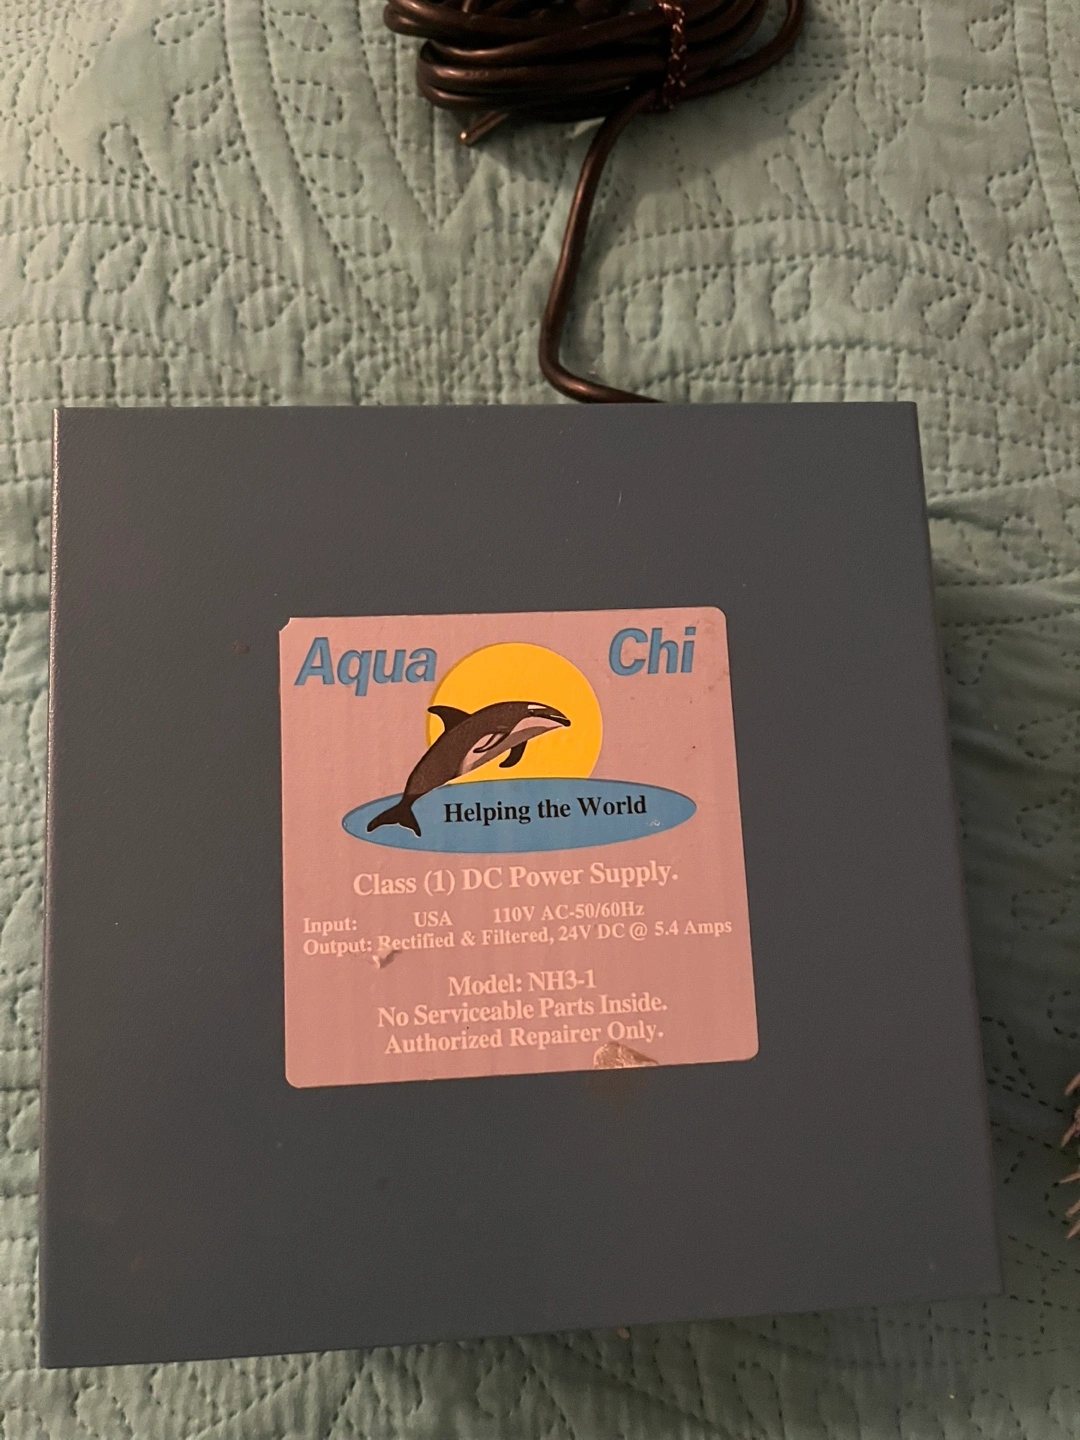 Aqua Chi
Helping the World
Class (1) DC Power Supply.
Input: USA 110V AC-50/60Hz
Output: Rectified & Filtered, 24V DC @ 5.4 Amps
Model: NH3-1
No Serviceable Parts Inside.
Authorized Repairer Only.